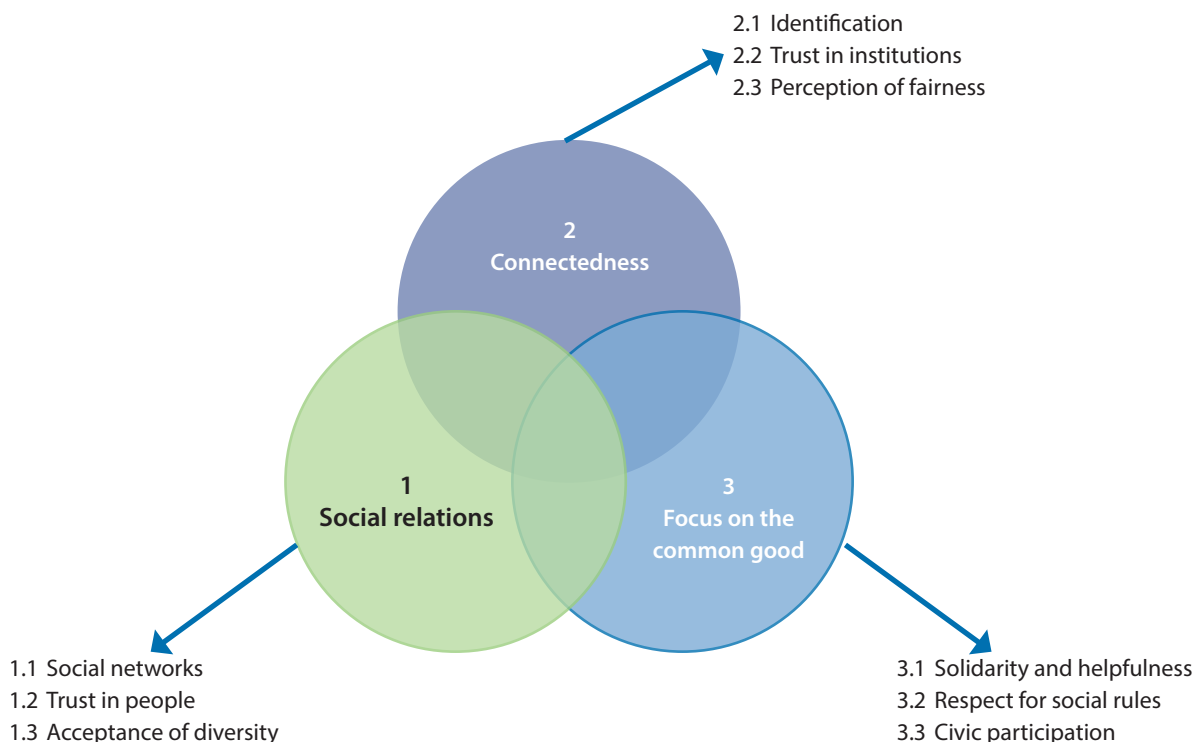 2.1 Identification
2.2 Trust in institutions
2.3 Perception of fairness
2
Connectedness
1
Social relations
3
Focus on the
common good
1.1 Social networks
1.2 Trust in people
1.3 Acceptance of diversity
3.1 Solidarity and helpfulness
3.2 Respect for social rules
3.3 Civic participation